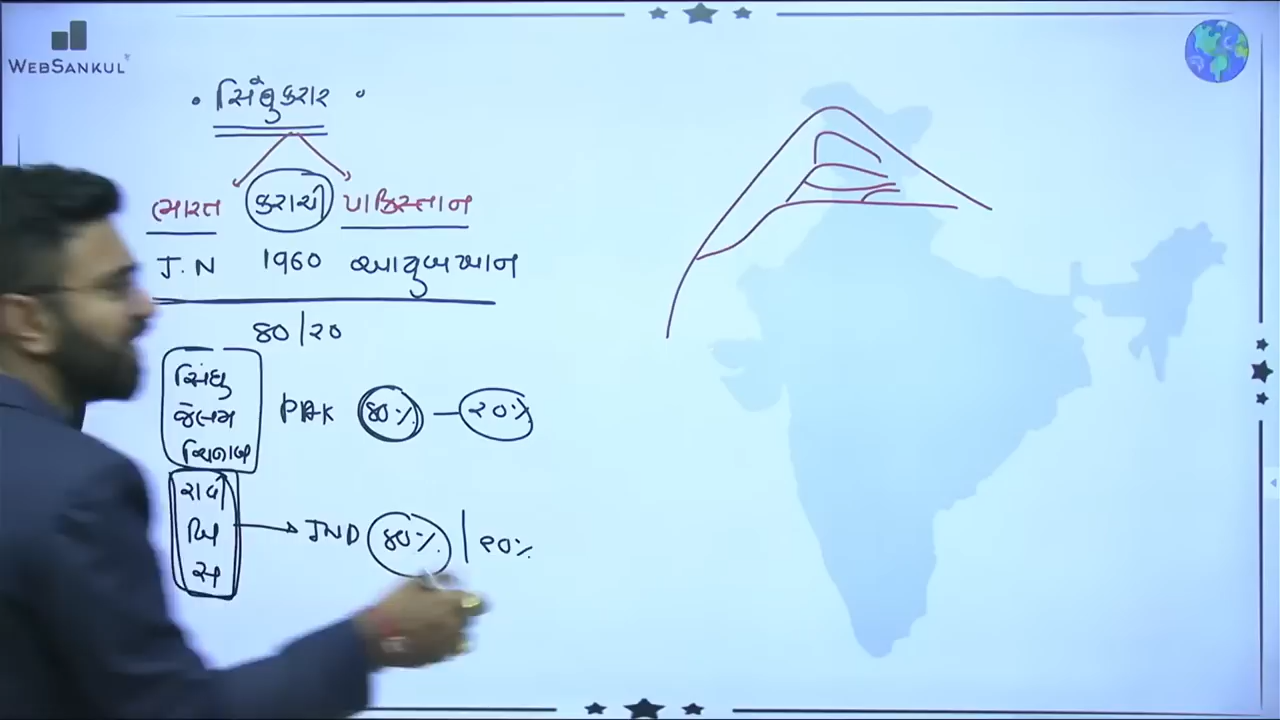 WEBSANKUL
સિંધુકરાર
ભારત કરાચી પાકિસ્તાન
J.N 1960 આયુબખાન
80/20
સિંધુ
જેલમ PAK 80% - 20%
ચિનાબ
રાવી
બિ IND 80% | 20%
સ